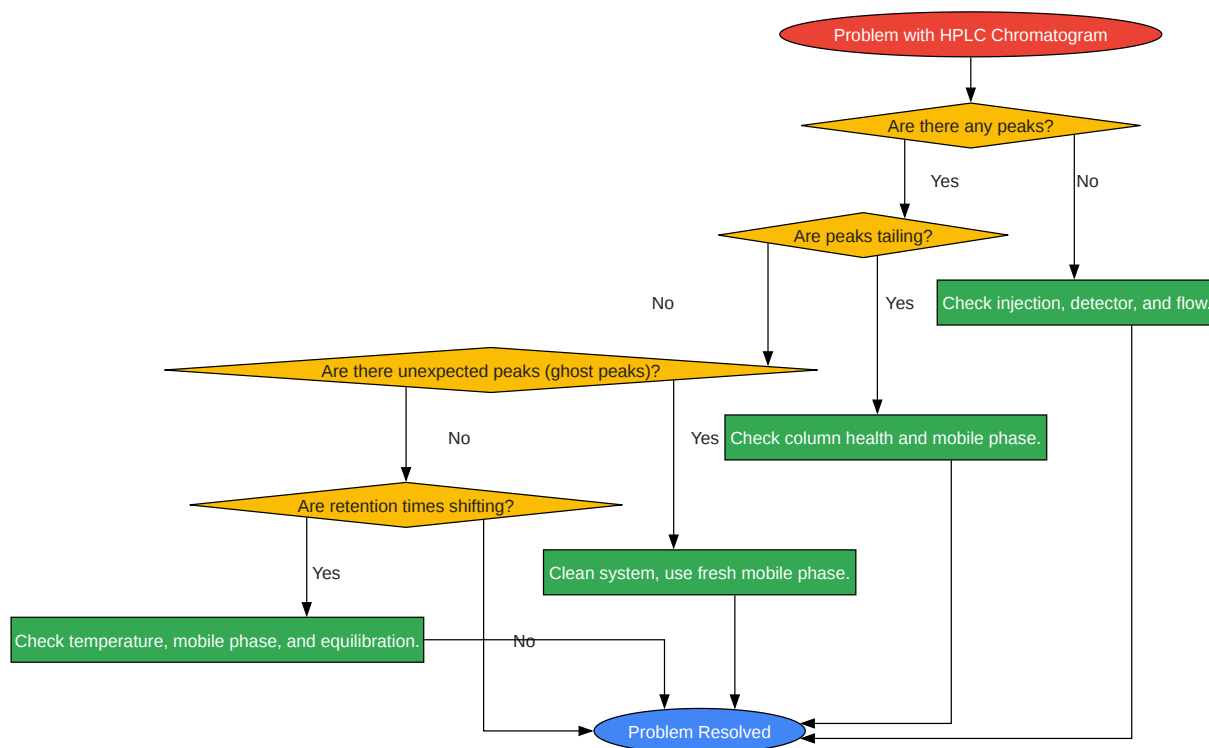 Problem with HPLC Chromatogram
Are there any peaks?
Yes
No
Are peaks tailing?
No
Yes
Check injection, detector, and flow.
Are there unexpected peaks (ghost peaks)?
No
Yes
Check column health and mobile phase.
Are retention times shifting?
Yes
Clean system, use fresh mobile phase.
Check temperature, mobile phase, and equilibration.
No
Problem Resolved